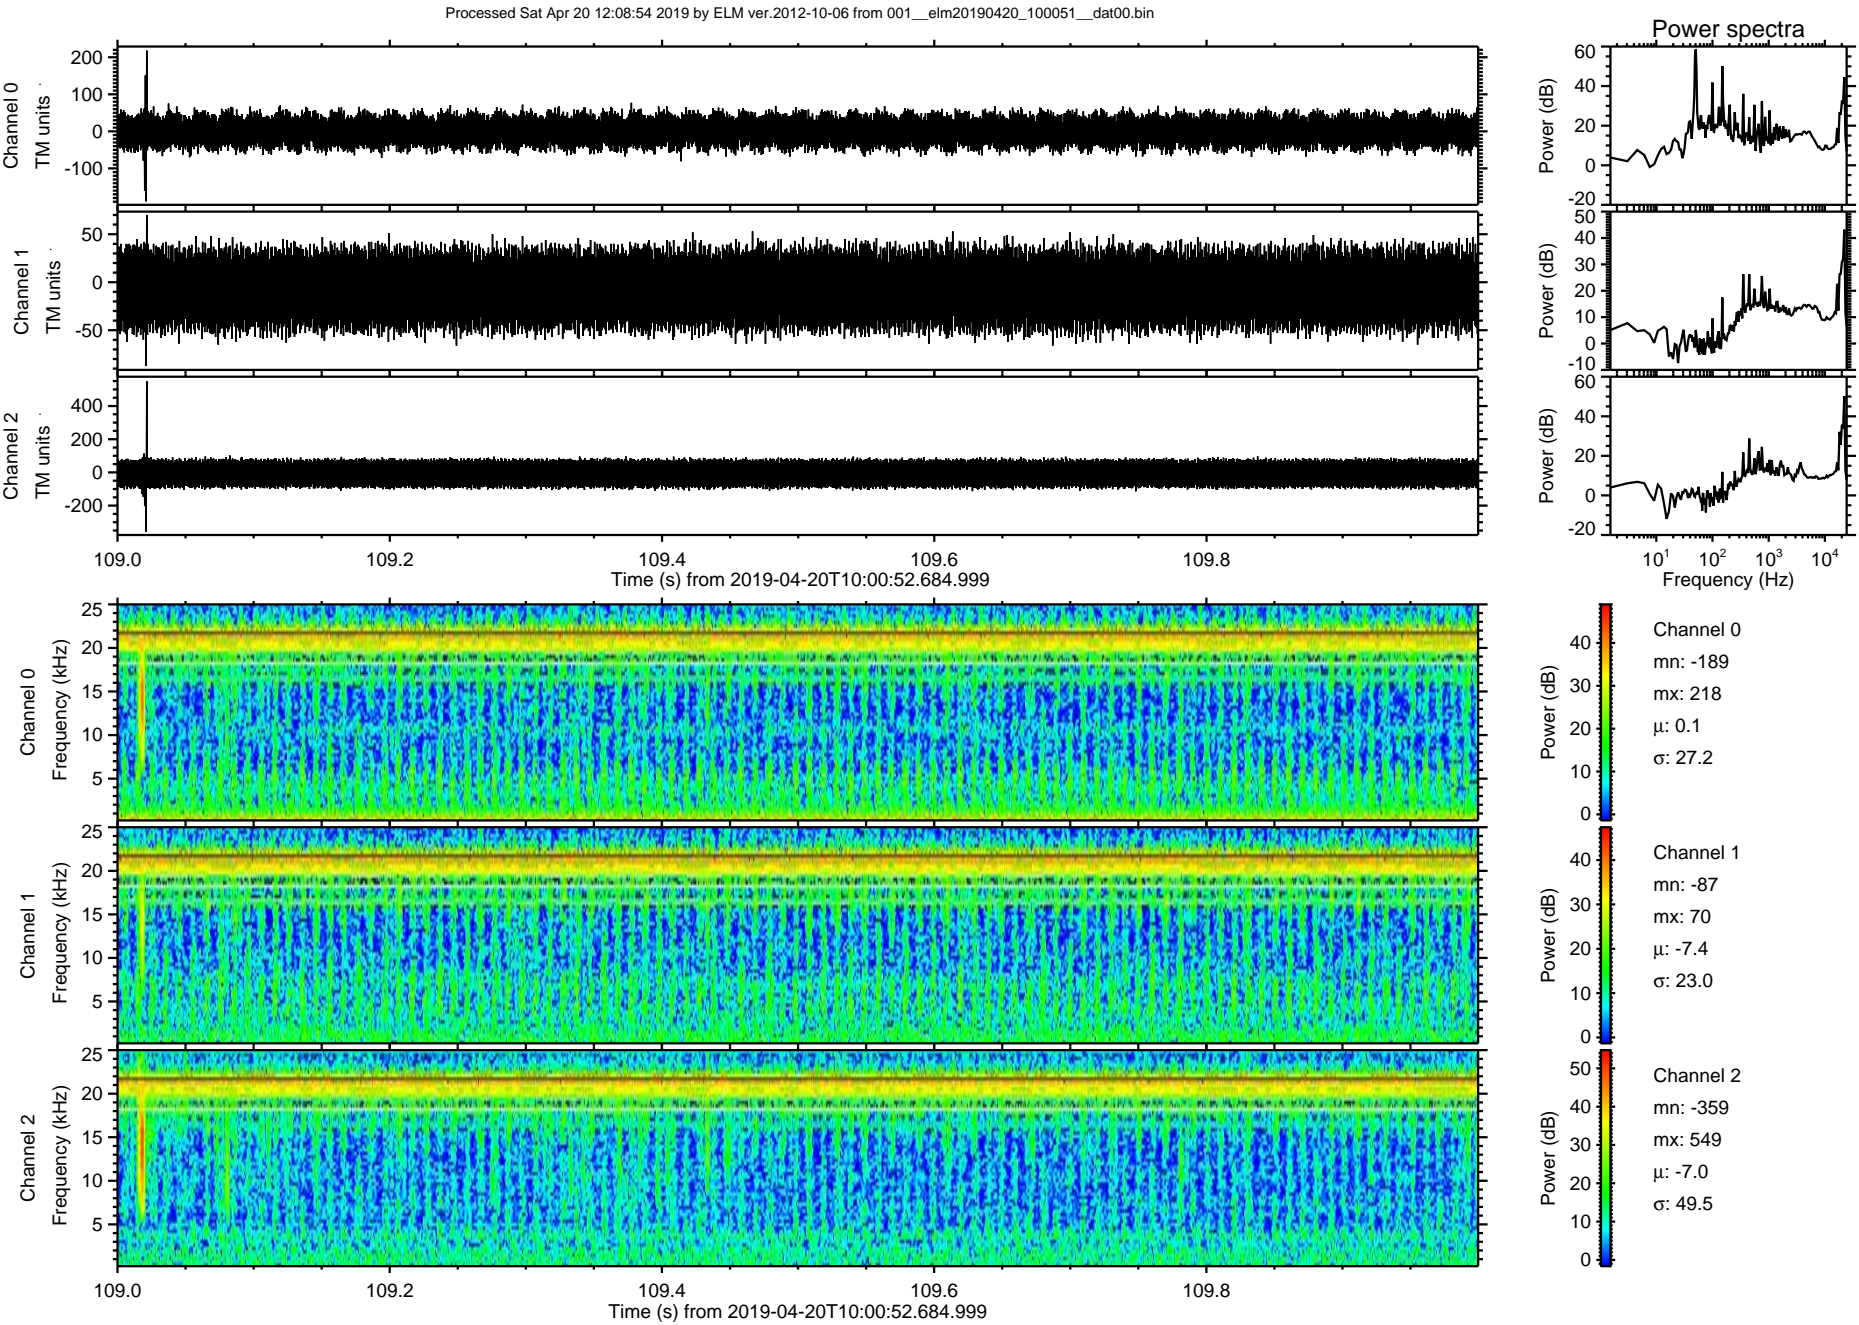 Processed Sat Apr 20 12:08:54 2019 by ELM ver.2012-10-06 from 001__elm20190420_100051__dat00.bin
Power spectra
Channel 0
TM units
200
100
0
-100
Power (dB)
60
40
20
0
-20
Channel 1
TM units
50
0
-50
Power (dB)
50
40
30
20
10
0
-10
Channel 2
TM units
400
200
0
-200
Power (dB)
60
40
20
0
-20
109.0 109.2 109.4 109.6 109.8
Time (s) from 2019-04-20T10:00:52.684.999
10¹ 10² 10³ 10⁴
Frequency (Hz)
Channel 0
Frequency (kHz)
25
20
15
10
5
Power (dB)
40
30
20
10
0
Channel 0
mn: -189
mx: 218
μ: 0.1
σ: 27.2
Channel 1
Frequency (kHz)
25
20
15
10
5
Power (dB)
40
30
20
10
0
Channel 1
mn: -87
mx: 70
μ: -7.4
σ: 23.0
Channel 2
Frequency (kHz)
25
20
15
10
5
Power (dB)
50
40
30
20
10
0
Channel 2
mn: -359
mx: 549
μ: -7.0
σ: 49.5
109.0 109.2 109.4 109.6 109.8
Time (s) from 2019-04-20T10:00:52.684.999